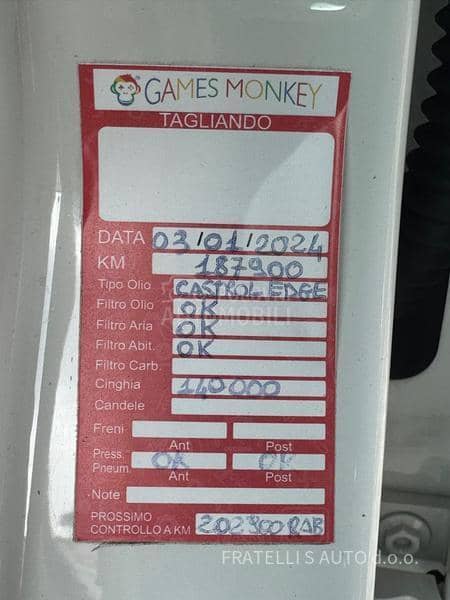 GAMES MONKEY
TAGLIANDO
DATA 03/01/2024
KM 187900
Tipo Olio CASTROL EDGE
Filtro Olio OK
Filtro Aria OK
Filtro Abit. OK
Filtro Carb.
Cinghia 140000
Candele
Freni
Ant Post
Press. Pneum. OK OK
Ant Post
Note
PROSSIMO
CONTROLLO A KM 202900
FRATELLI S AUTO d.o.o.